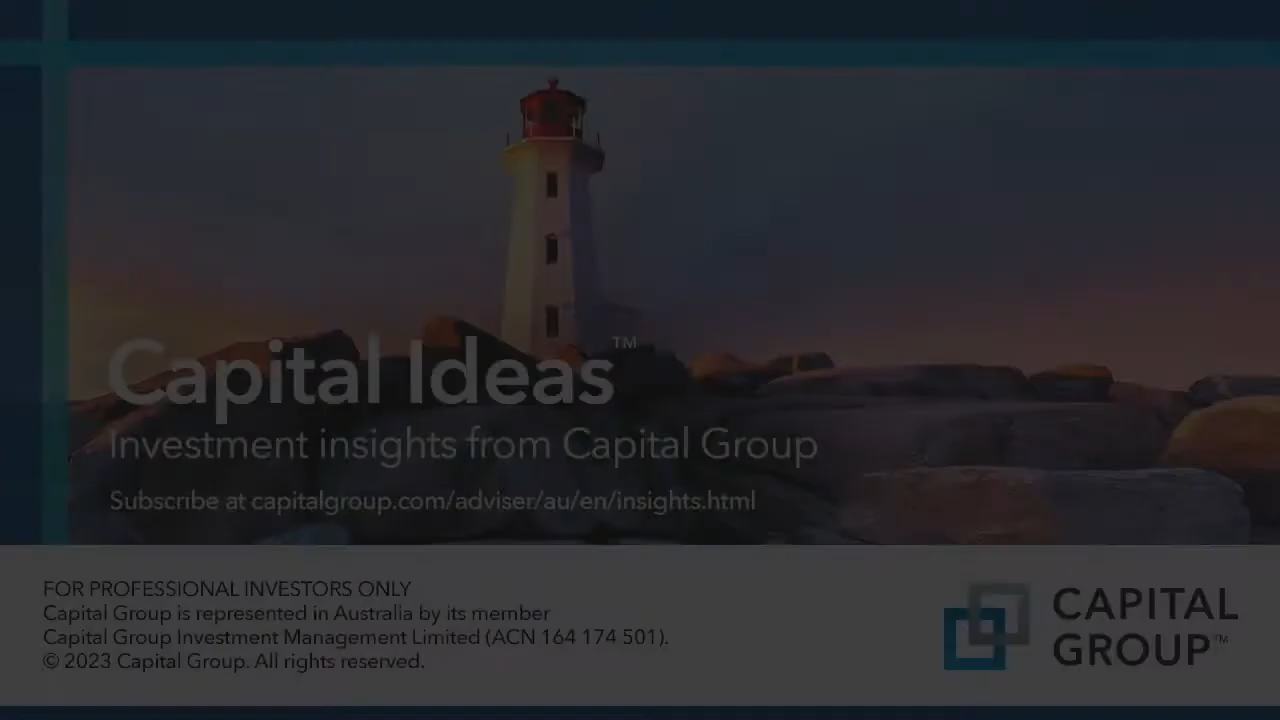 Capital Ideas™
Investment insights from Capital Group
Subscribe at capitalgroup.com/adviser/au/en/insights.html
FOR PROFESSIONAL INVESTORS ONLY
Capital Group is represented in Australia by its member
Capital Group Investment Management Limited (ACN 164 174 501).
© 2023 Capital Group. All rights reserved.
CAPITAL
GROUP™